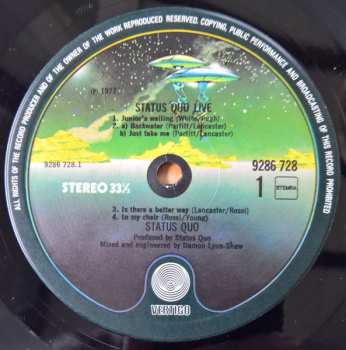 ALL RIGHTS OF THE RECORD PRODUCER AND OF THE OWNER OF THE WORK REPRODUCED RESERVED. COPYING, PUBLIC PERFORMANCE AND BROADCASTING OF THIS RECORD PROHIBITED
℗ 1977
STATUS QUO LIVE
1. Junior's wailing (White/Pugh)
2. a) Backwater (Parfitt/Lancaster)
b) Just take me (Parfitt/Lancaster)
9286 728.1
9286 728
STEREO 33⅓
1
STEMRA
3. Is there a better way (Lancaster/Rossi)
4. In my chair (Rossi/Young)
STATUS QUO
Produced by Status Quo
Mixed and engineered by Damon Lyon-Shaw
VERTIGO